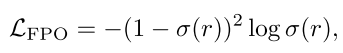 ℒ_FPO = −(1 − σ(r))² log σ(r),